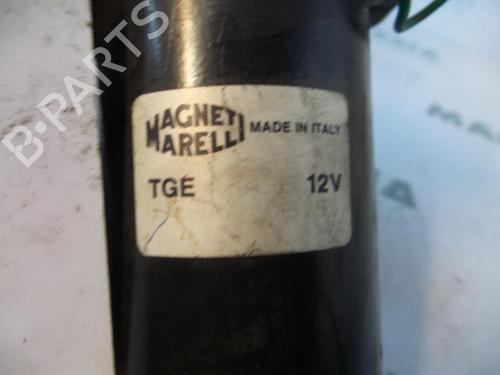 B-PARTS
MAGNETI MARELLI
MADE IN ITALY
TGE 12V